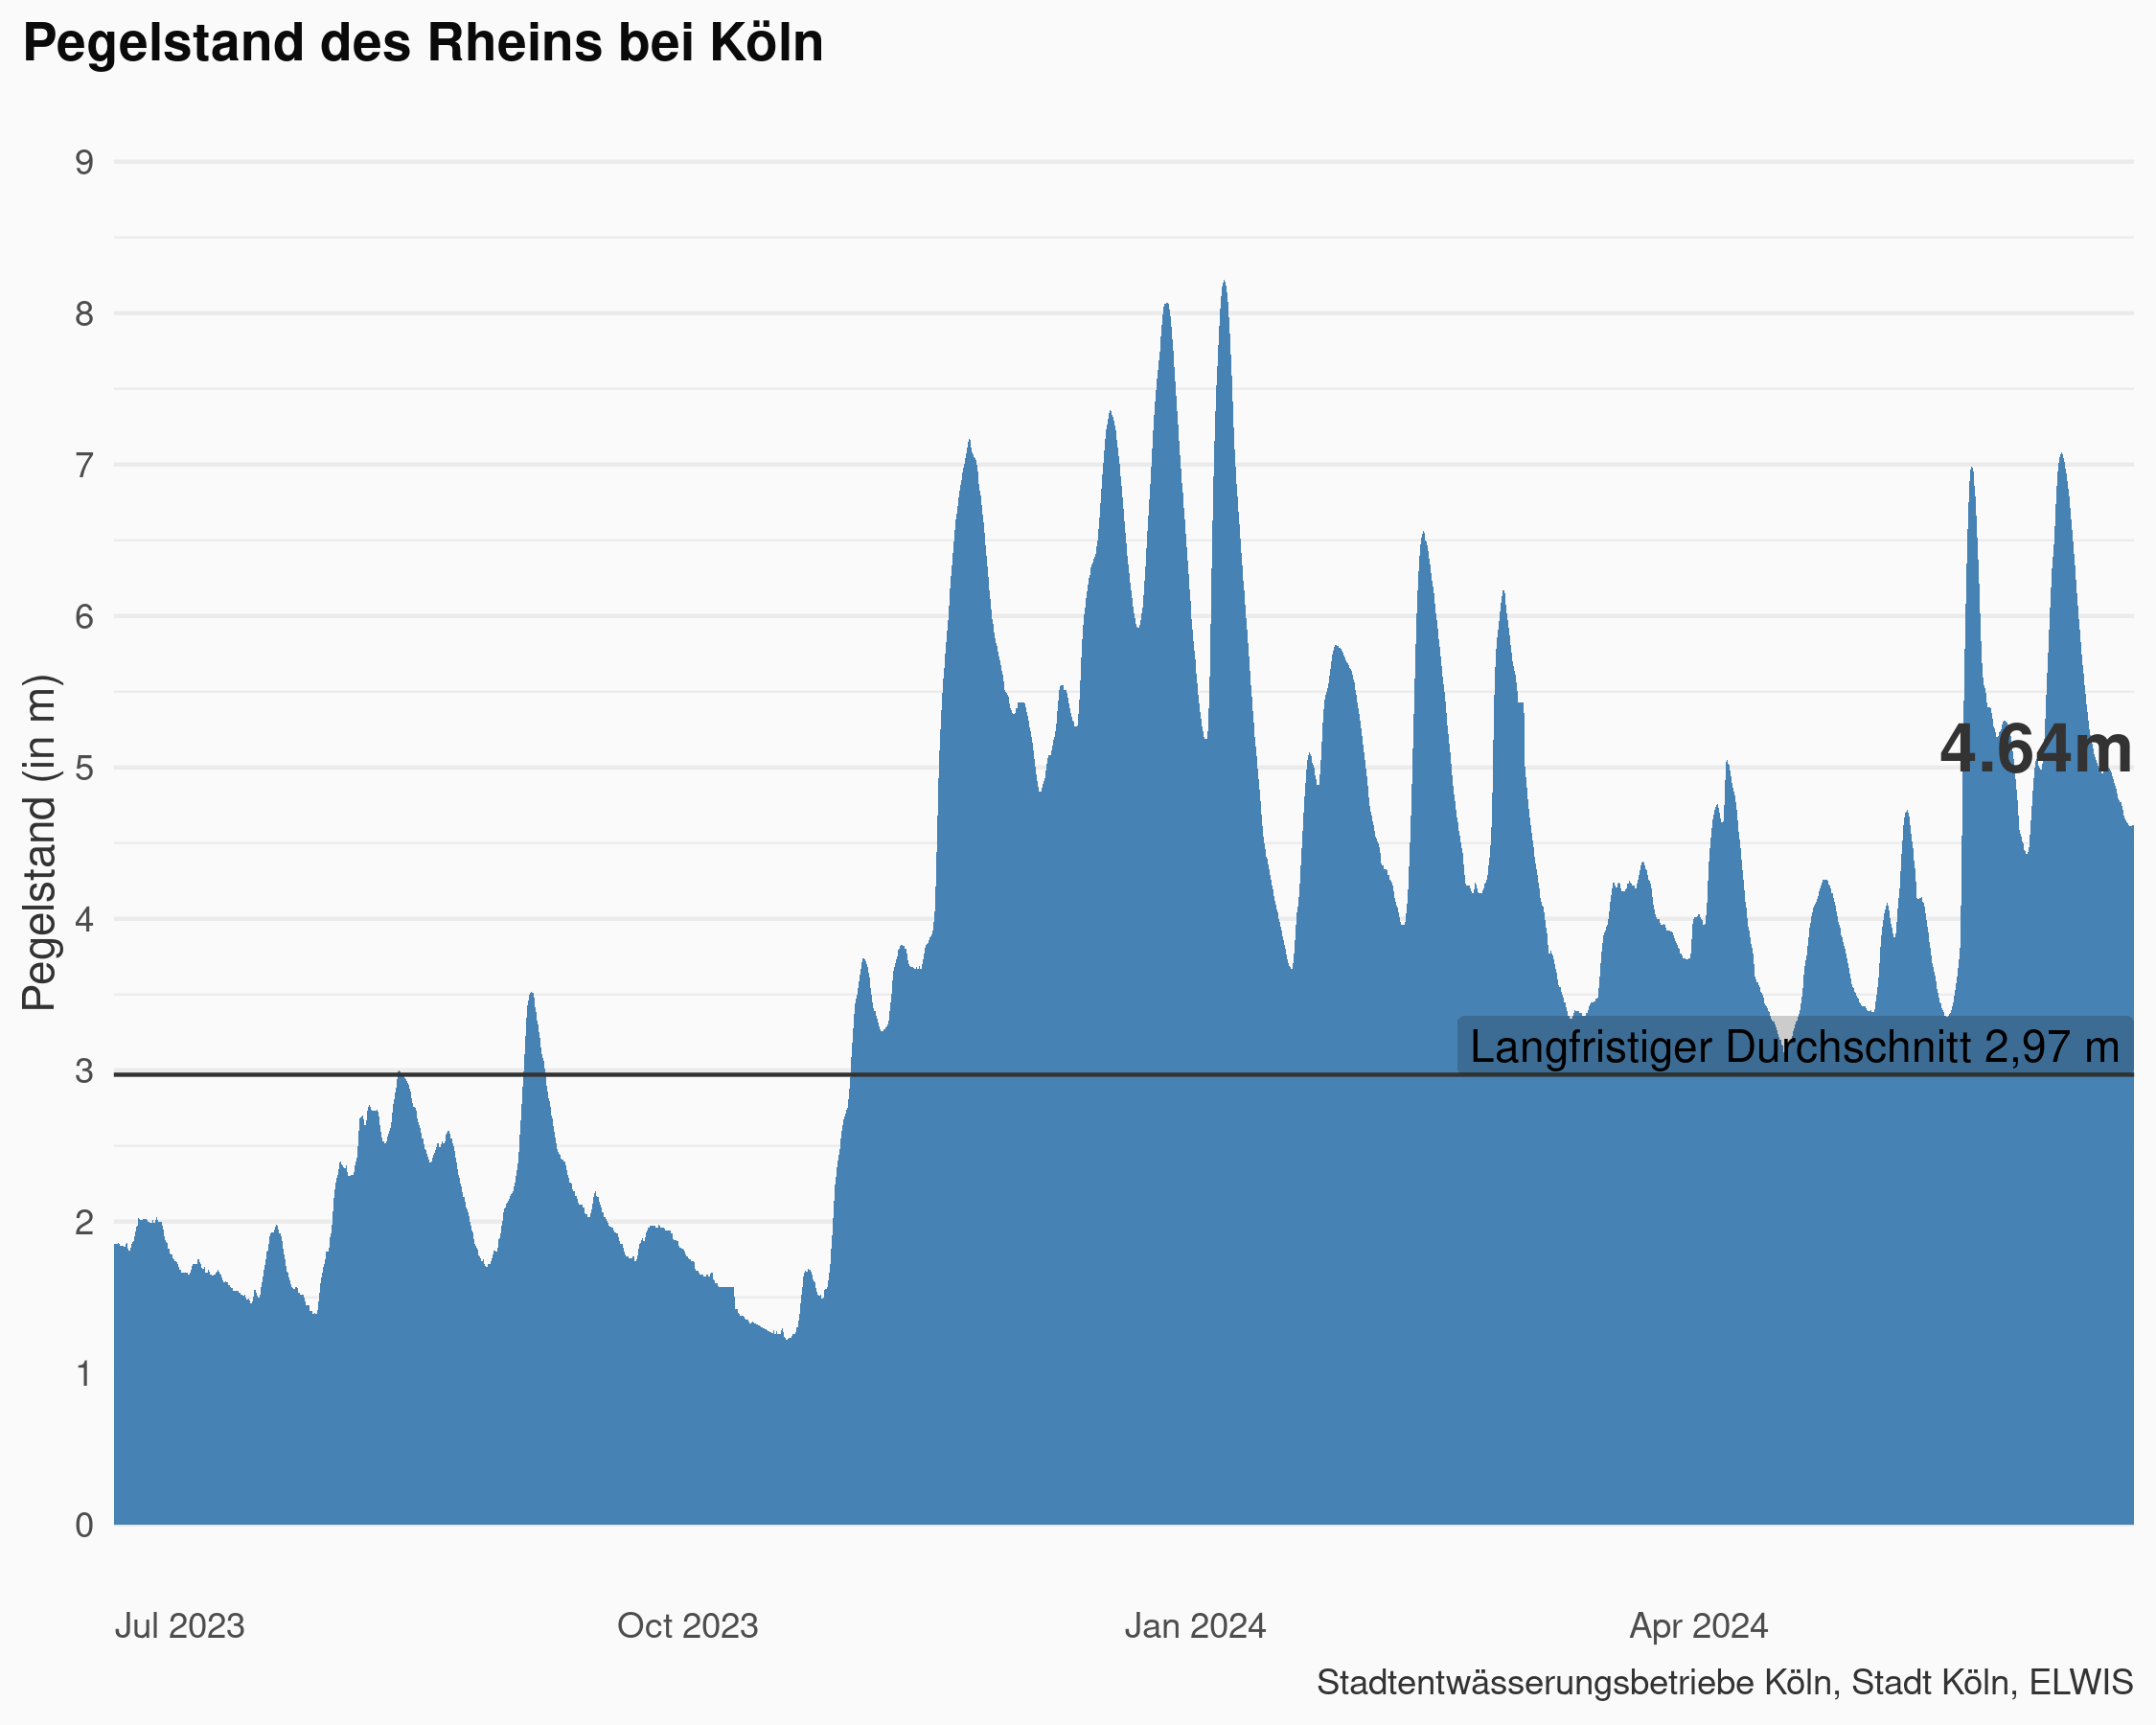 Pegelstand des Rheins bei Köln
Pegelstand (in m)
9
8
7
6
5
4
3
2
1
0
4.64m
Langfristiger Durchschnitt 2,97 m
Jul 2023
Oct 2023
Jan 2024
Apr 2024
Stadtentwässerungsbetriebe Köln, Stadt Köln, ELWIS